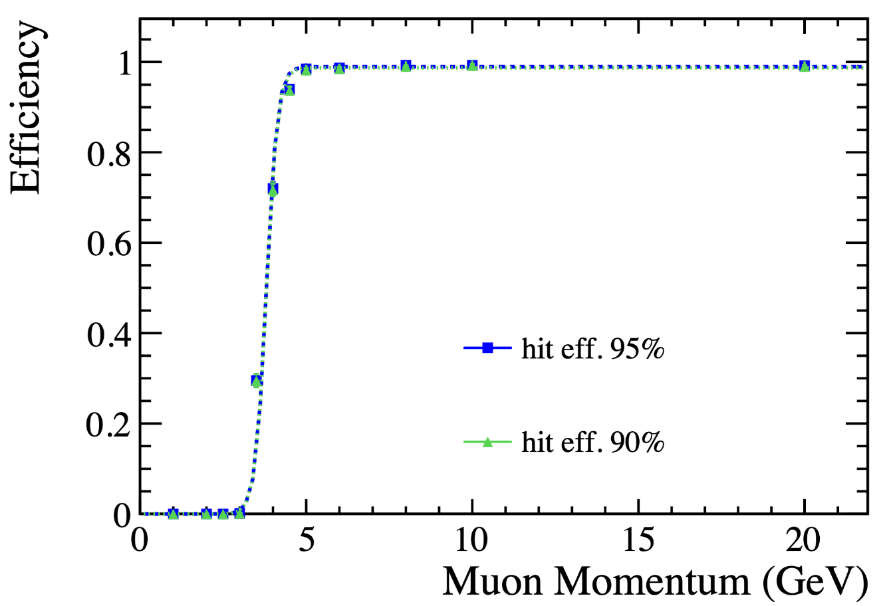 Efficiency
1
0.8
0.6
0.4
0.2
0
hit eff. 95%
hit eff. 90%
0 5 10 15 20
Muon Momentum (GeV)